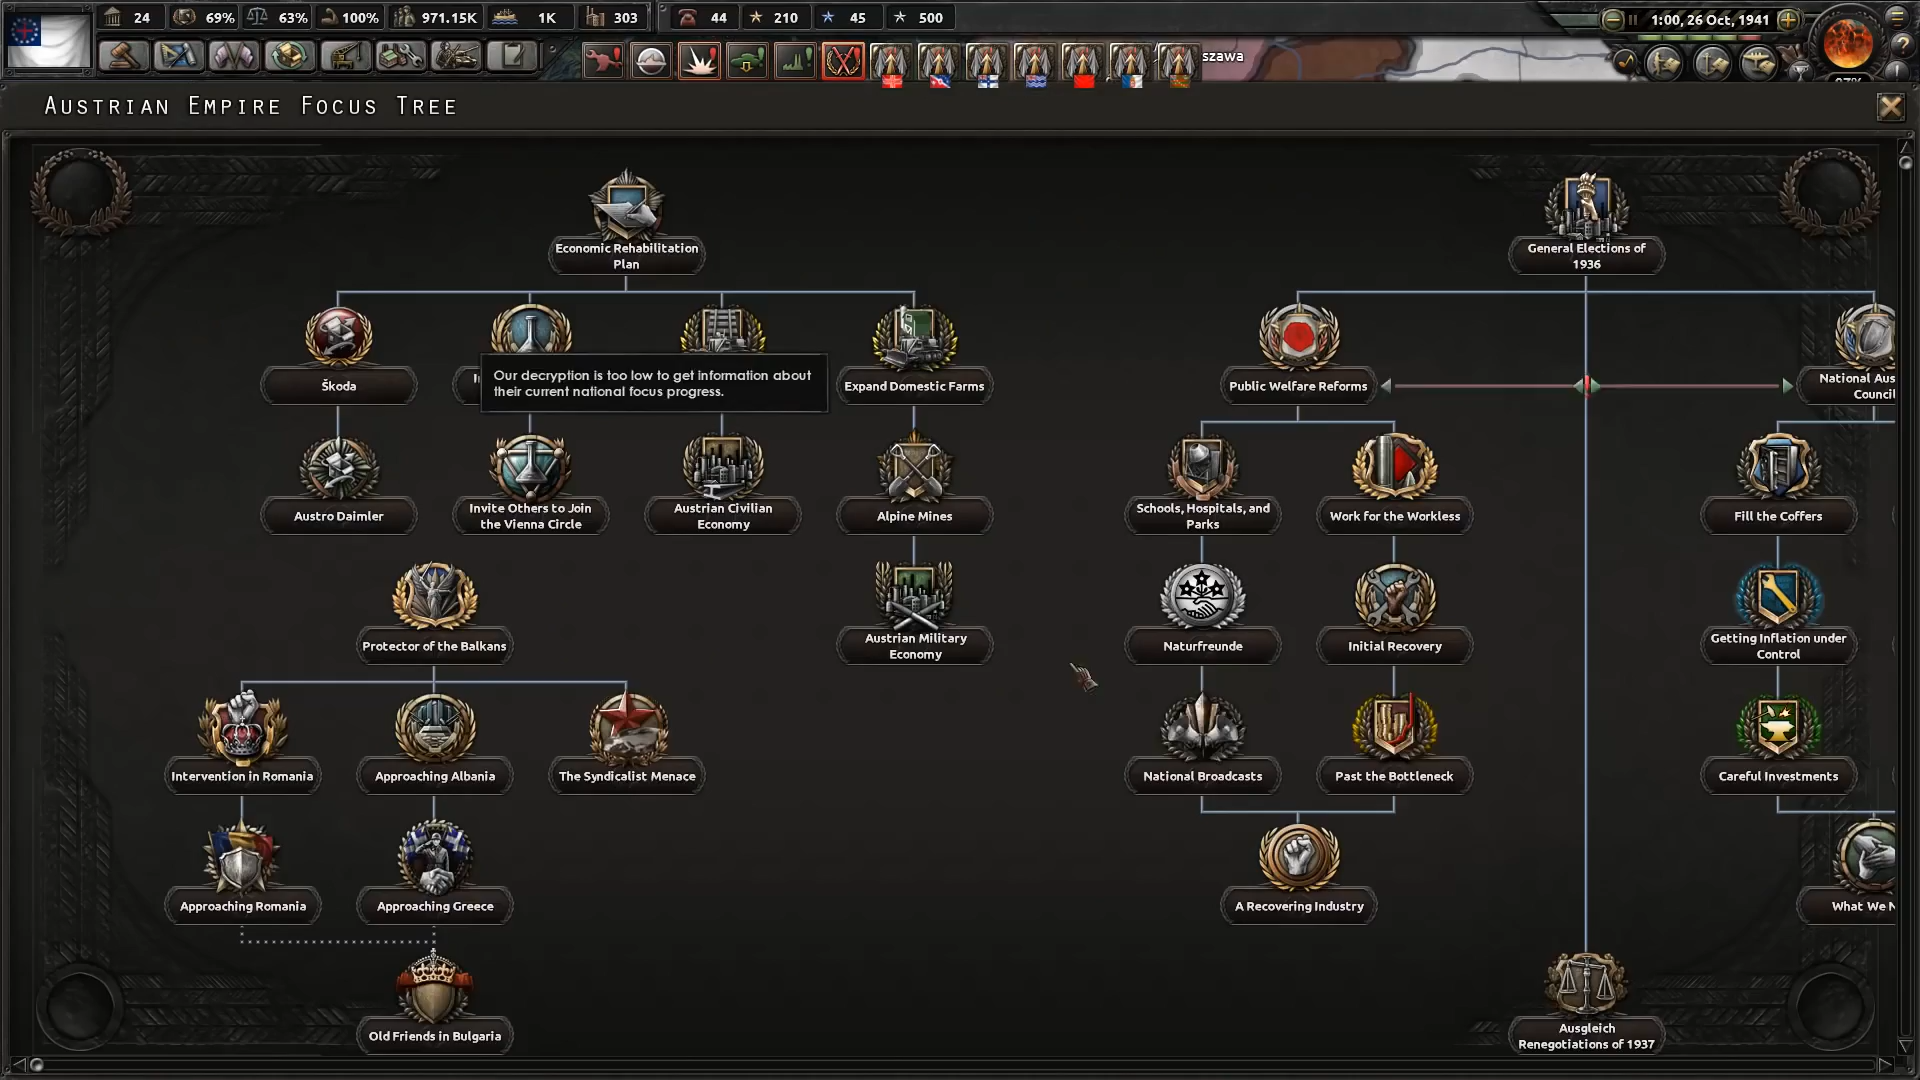 24 69% 63% 100% 971.15K 1K 303 44 210 45 500 1:00, 26 Oct, 1941
szawa
Austrian Empire Focus Tree
Economic Rehabilitation
Plan
General Elections of
1936
Škoda
Our decryption is too low to get information about
their current national focus progress.
Expand Domestic Farms
Public Welfare Reforms
National Aus
Council
Austro Daimler
Invite Others to Join
the Vienna Circle
Austrian Civilian
Economy
Alpine Mines
Schools, Hospitals, and
Parks
Work for the Workless
Fill the Coffers
Protector of the Balkans
Austrian Military
Economy
Naturfreunde
Initial Recovery
Getting Inflation under
Control
Intervention in Romania
Approaching Albania
The Syndicalist Menace
National Broadcasts
Past the Bottleneck
Careful Investments
Approaching Romania
Approaching Greece
A Recovering Industry
What We N
Old Friends in Bulgaria
Ausgleich
Renegotiations of 1937